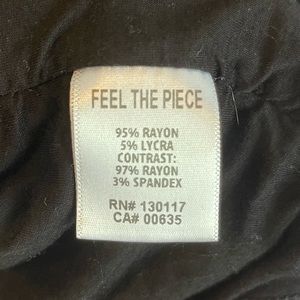 FEEL THE PIECE
95% RAYON
5% LYCRA
CONTRAST:
97% RAYON
3% SPANDEX
RN# 130117
CA# 00635